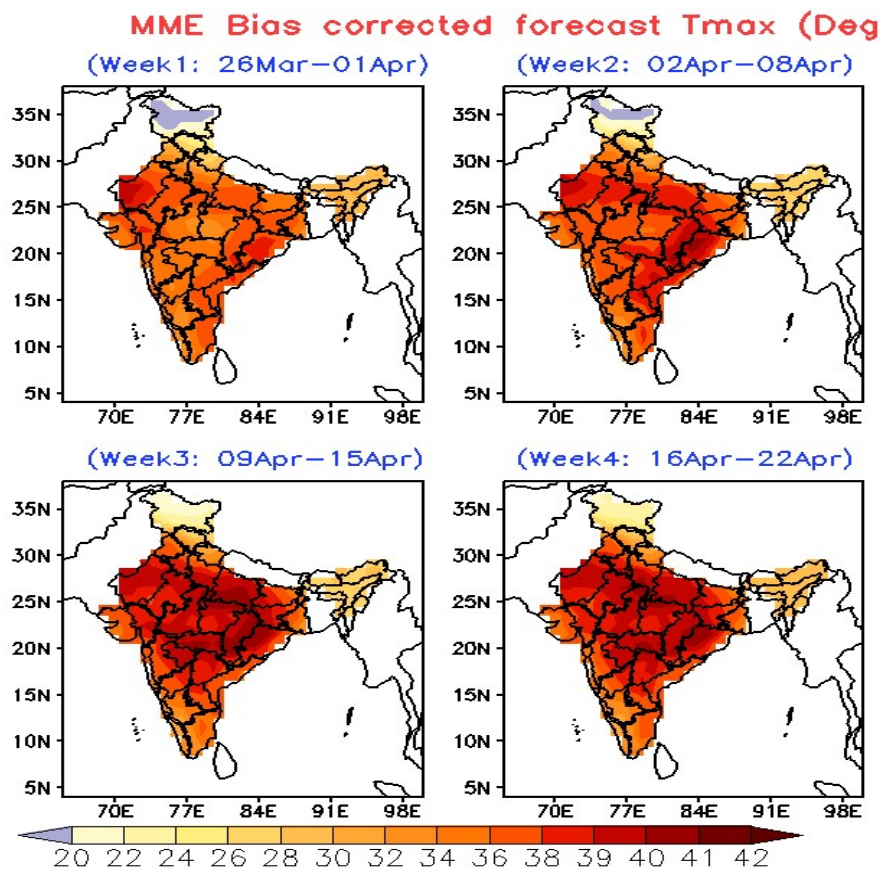 MME Bias corrected forecast Tmax (Deg
(Week1: 26Mar-01Apr)
(Week2: 02Apr-08Apr)
35N
30N
25N
20N
15N
10N
5N
70E 77E 84E 91E 98E
35N
30N
25N
20N
15N
10N
5N
70E 77E 84E 91E 98E
(Week3: 09Apr-15Apr)
(Week4: 16Apr-22Apr)
35N
30N
25N
20N
15N
10N
5N
70E 77E 84E 91E 98E
35N
30N
25N
20N
15N
10N
5N
70E 77E 84E 91E 98E
20 22 24 26 28 30 32 34 36 38 39 40 41 42